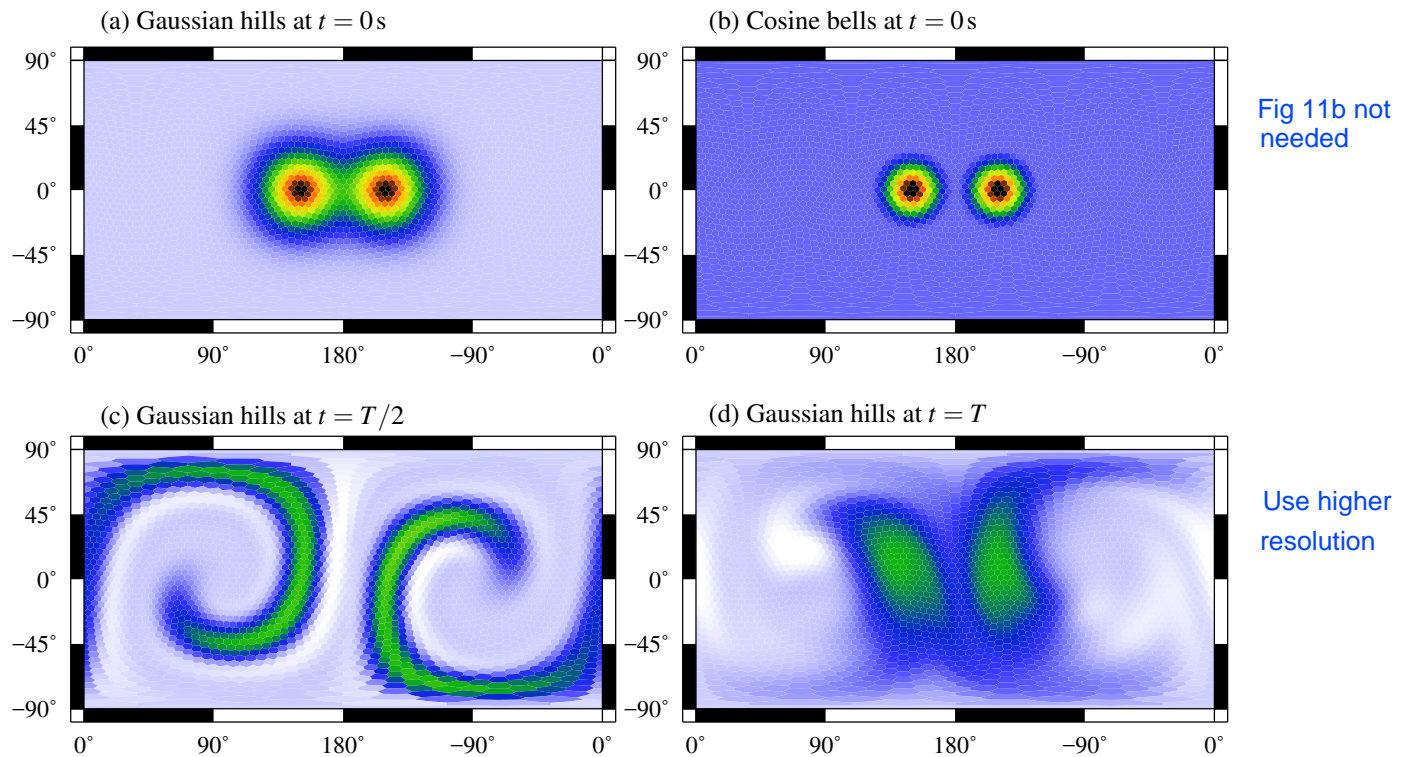 (a) Gaussian hills at t = 0s
(b) Cosine bells at t = 0s
90°
45°
0°
−45°
−90°
0° 90° 180° −90° 0°
90°
45°
0°
−45°
−90°
0° 90° 180° −90° 0°
Fig 11b not
needed
(c) Gaussian hills at t = T/2
(d) Gaussian hills at t = T
90°
45°
0°
−45°
−90°
0° 90° 180° −90° 0°
90°
45°
0°
−45°
−90°
0° 90° 180° −90° 0°
Use higher
resolution